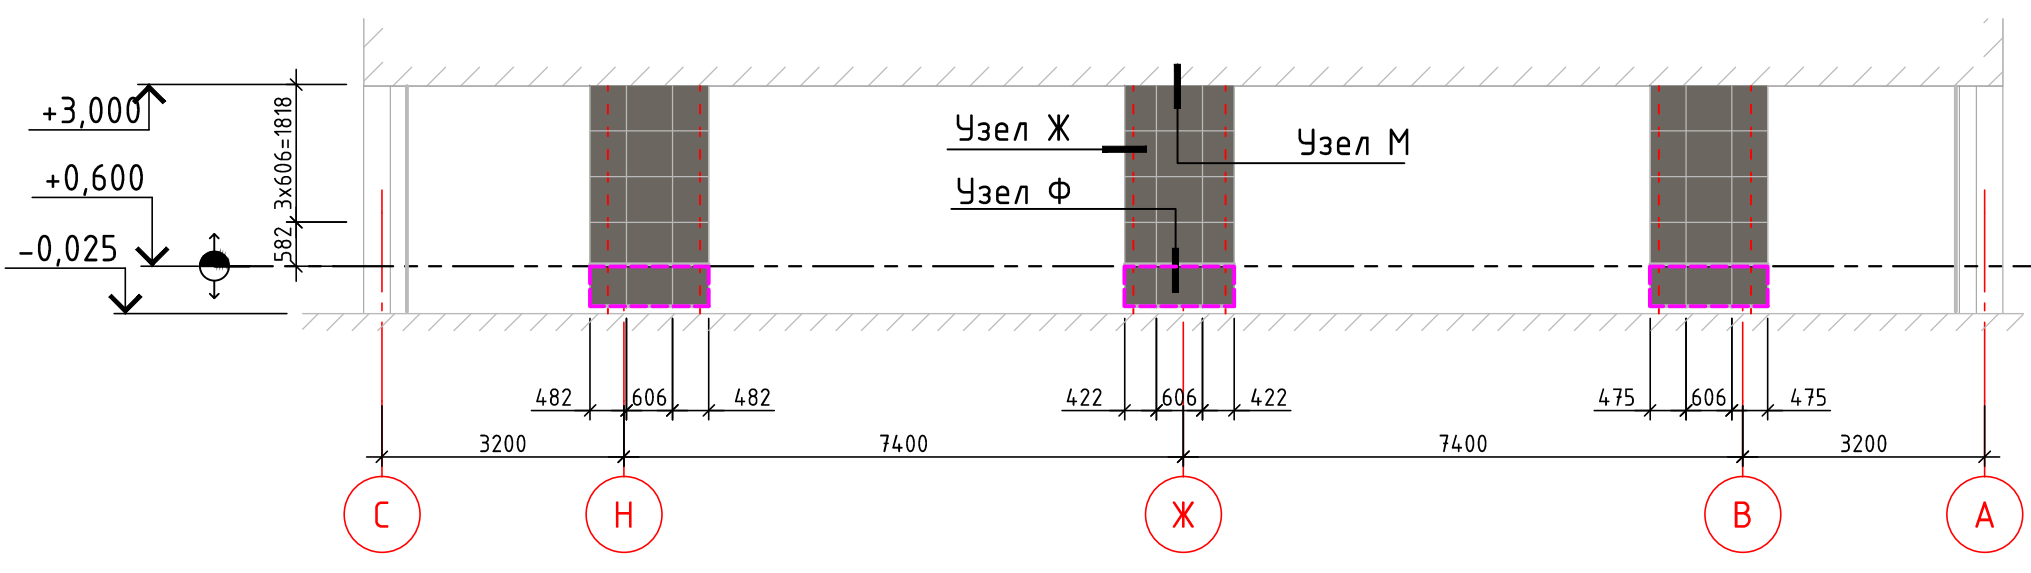 +3,000
+0,600
-0,025
3x606=1818
582
Узел Ж
Узел М
Узел Ф
482 606 482
422 606 422
475 606 475
3200 7400 7400 3200
С Н Ж В А